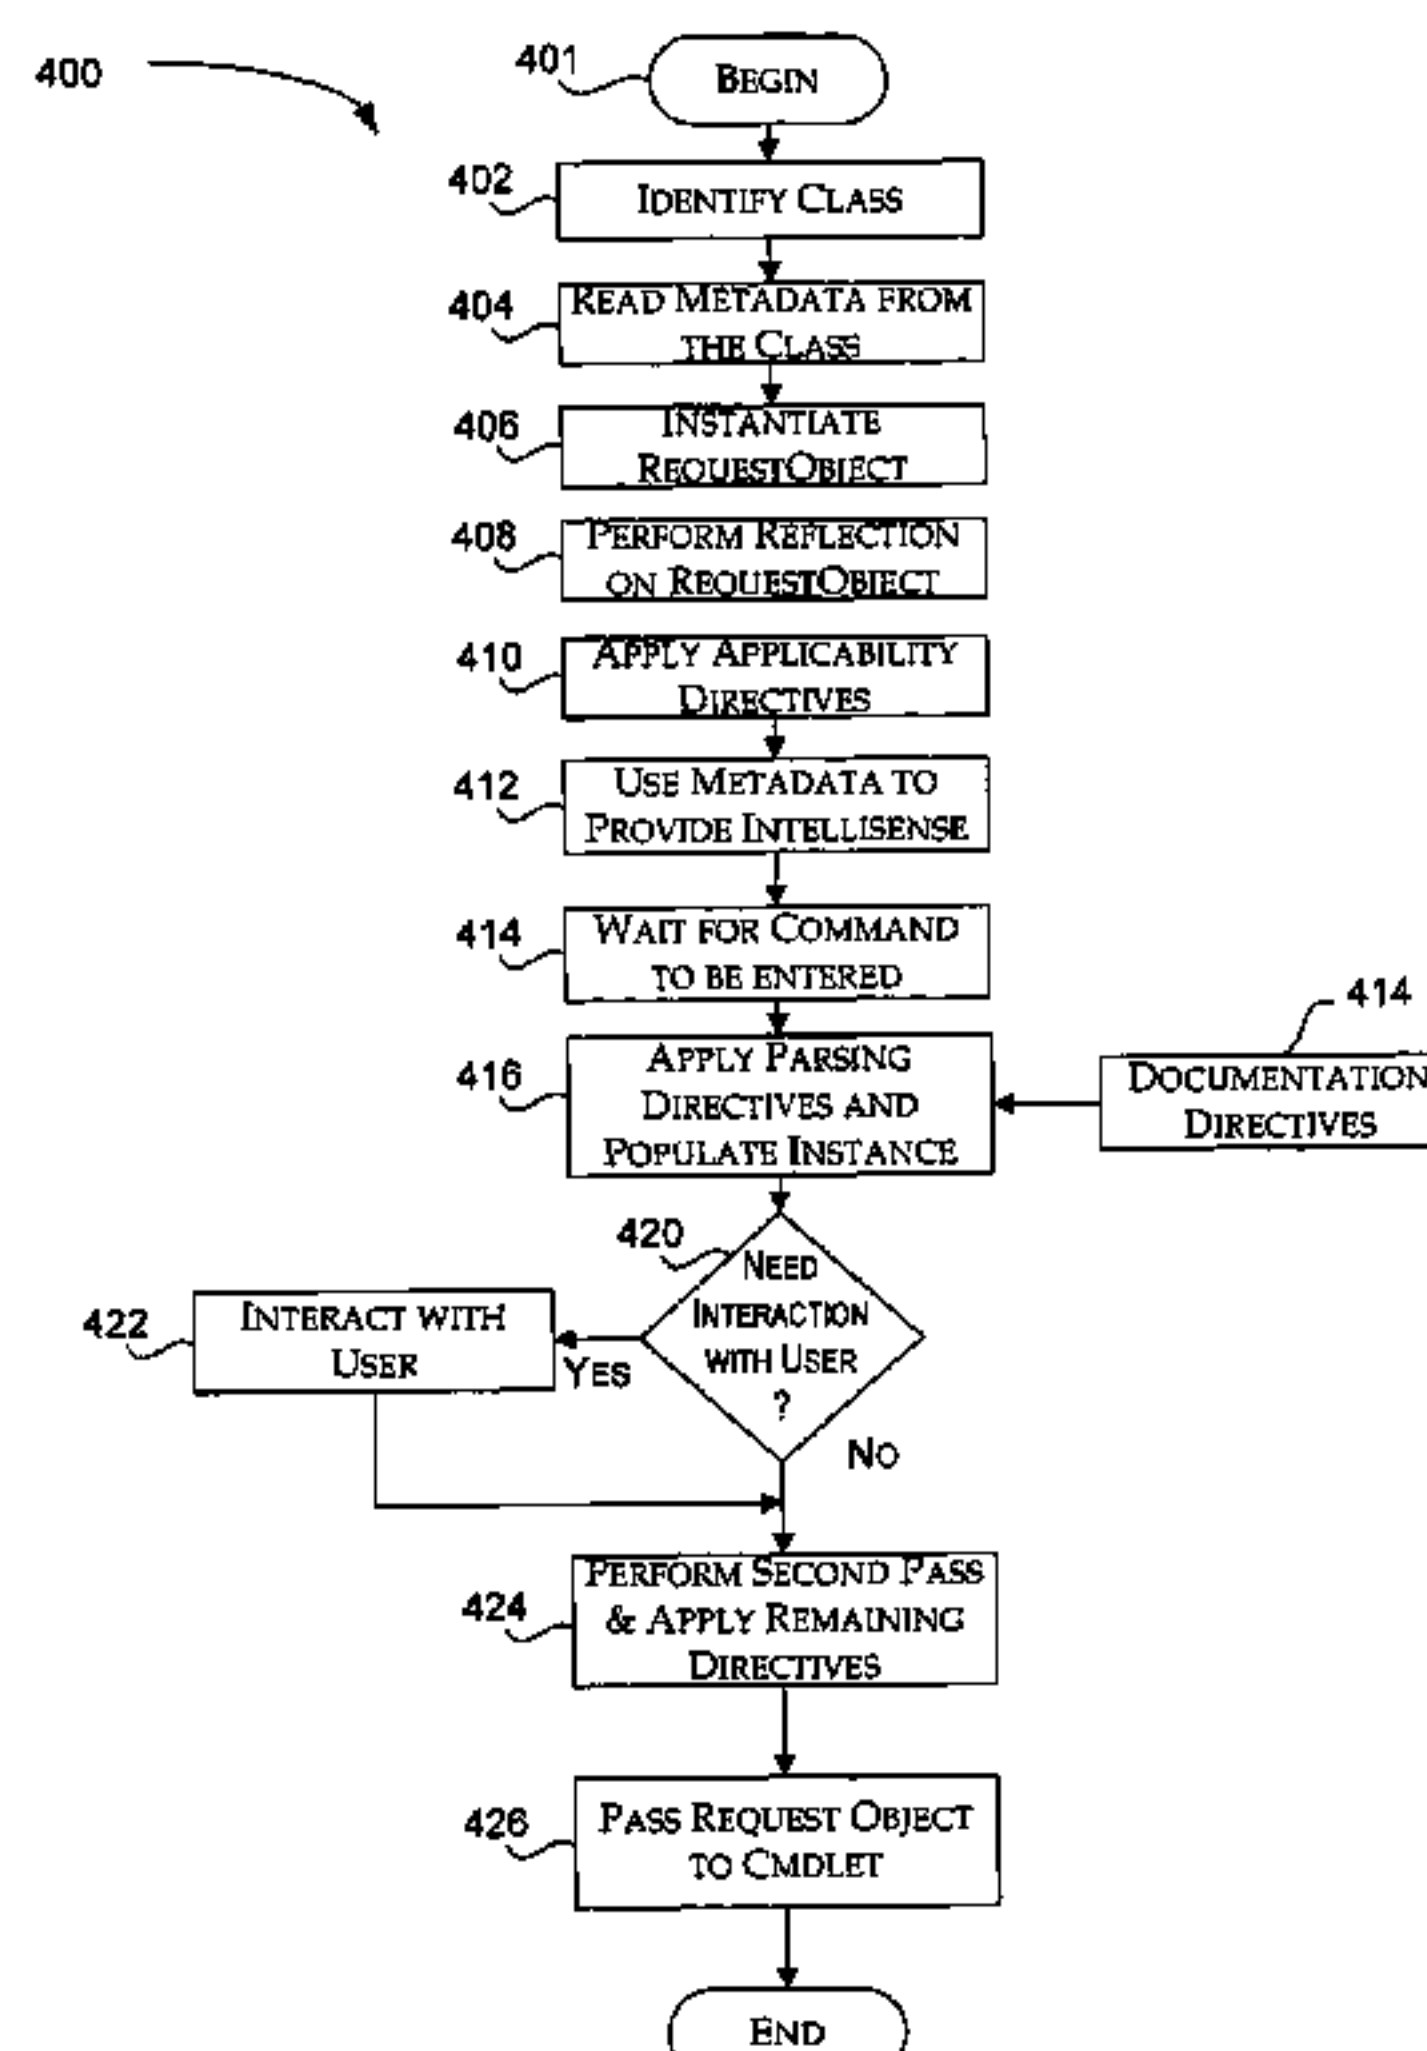 400
401
BEGIN
402
IDENTIFY CLASS
404
READ METADATA FROM
THE CLASS
406
INSTANTIATE
REQUESTOBJECT
408
PERFORM REFLECTION
ON REQUESTOBJECT
410
APPLY APPLICABILITY
DIRECTIVES
412
USE METADATA TO
PROVIDE INTELLISENSE
414
WAIT FOR COMMAND
TO BE ENTERED
416
APPLY PARSING
DIRECTIVES AND
POPULATE INSTANCE
414
DOCUMENTATION
DIRECTIVES
420
NEED
INTERACTION
WITH USER
?
422
INTERACT WITH
USER
YES
NO
424
PERFORM SECOND PASS
& APPLY REMAINING
DIRECTIVES
426
PASS REQUEST OBJECT
TO CMDLET
END